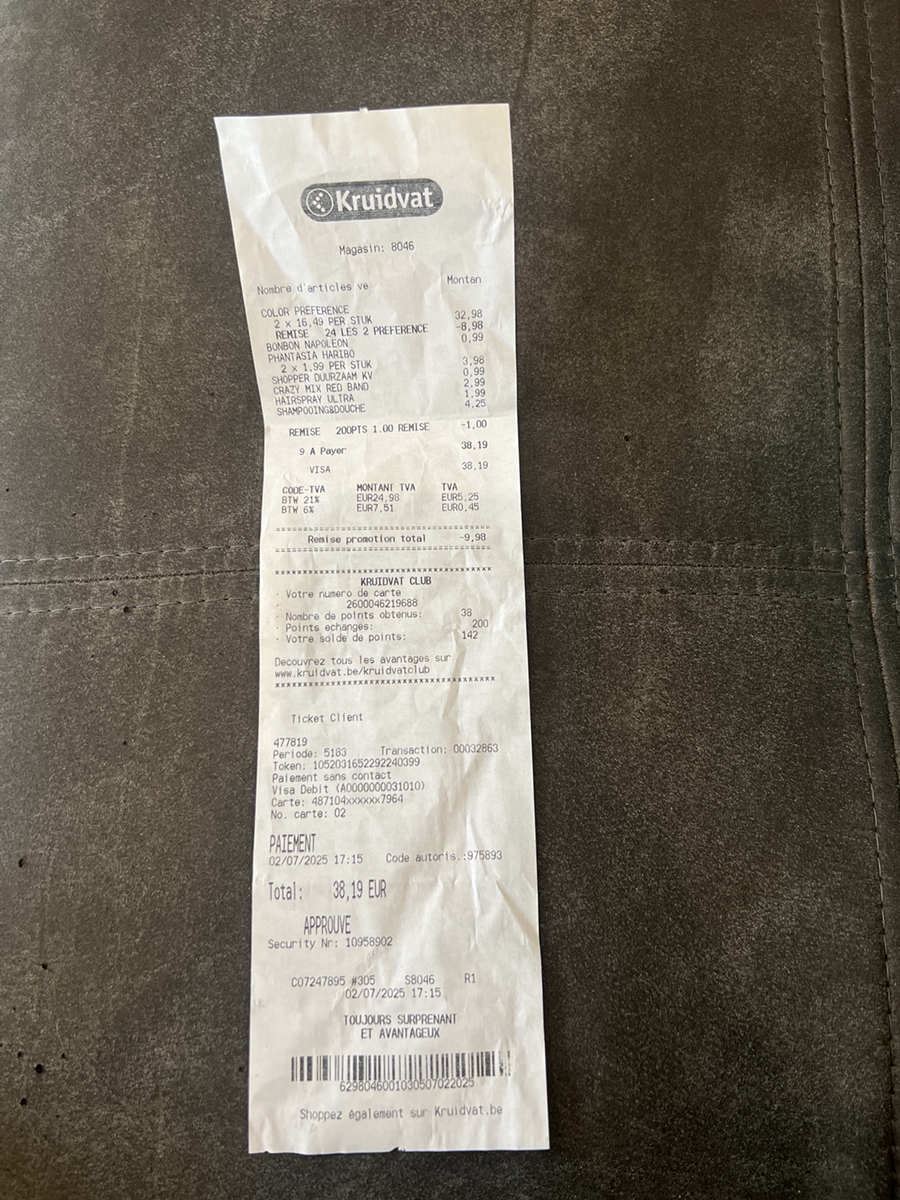 Kruidvat
Magasin: 8046
Nombre d'articles ve Montan
COLOR PREFERENCE
2 x 16,49 PER STUK 32,98
REMISE 24 LES 2 PREFERENCE -8,98
BONBON NAPOLEON 0,99
PHANTASIA HARIBO
2 x 1,99 PER STUK 3,98
SHOPPER DUURZAAM KV 0,99
CRAZY MIX RED BAND 2,99
HAIRSPRAY ULTRA 1,99
SHAMPOOING&DOUCHE 4,25
REMISE 200PTS 1.00 REMISE -1,00
9 A Payer 38,19
VISA 38,19
CODE-TVA MONTANT TVA TVA
BTW 21% EUR24,98 EUR5,25
BTW 6% EUR7,51 EUR0,45
========================================
Remise promotion total -9,98
========================================
****************************************
KRUIDVAT CLUB
· Votre numero de carte
· 2600046219688
· Nombre de points obtenus: 38
· Points echanges: 200
· Votre solde de points: 142
Decouvrez tous les avantages sur
www.kruidvat.be/kruidvatclub
****************************************
Ticket Client
477819
Periode: 5183 Transaction: 00032863
Token: 1052031652292240399
Paiement sans contact
Visa Debit (A0000000031010)
Carte: 487104xxxxxx7964
No. carte: 02
PAIEMENT
02/07/2025 17:15 Code autoris.:975893
Total: 38,19 EUR
APPROUVE
Security Nr: 10958902
C07247895 #305 S8046 R1
02/07/2025 17:15
TOUJOURS SURPRENANT
ET AVANTAGEUX
6298046001030507022025
Shoppez également sur Kruidvat.be